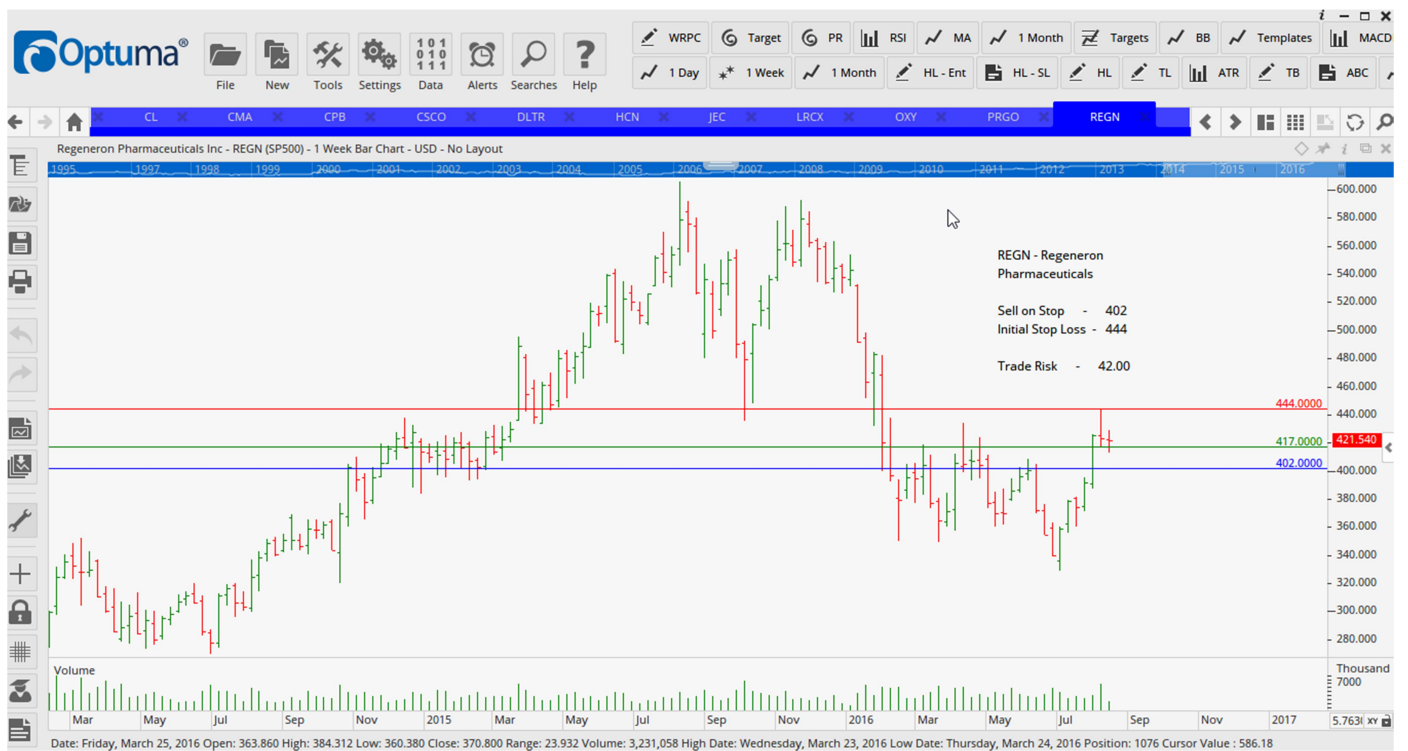 Optuma®
File New Tools Settings Data Alerts Searches Help
WRPC Target PR RSI MA 1 Month Targets BB Templates MACD
1 Day 1 Week 1 Month HL - Ent HL - SL HL TL ATR TB ABC
CL CMA CPB CSCO DLTR HCN JEC LRCX OXY PRGO REGN
Regeneron Pharmaceuticals Inc - REGN (SP500) - 1 Week Bar Chart - USD - No Layout
1995 1997 1998 1999 2000 2001 2002 2003 2004 2005 2006 2007 2008 2009 2010 2011 2012 2013 2014 2015 2016
600.000
580.000
560.000
540.000
520.000
500.000
480.000
460.000
440.000
421.540
400.000
380.000
360.000
340.000
320.000
300.000
280.000
REGN - Regeneron
Pharmaceuticals
Sell on Stop - 402
Initial Stop Loss - 444
Trade Risk - 42.00
444.0000
417.0000
402.0000
Volume
Thousand
7000
Mar May Jul Sep Nov 2015 Mar May Jul Sep Nov 2016 Mar May Jul Sep Nov 2017
XY
Date: Friday, March 25, 2016 Open: 363.860 High: 384.312 Low: 360.380 Close: 370.800 Range: 23.932 Volume: 3,231,058 High Date: Wednesday, March 23, 2016 Low Date: Thursday, March 24, 2016 Position: 1076 Cursor Value : 586.18